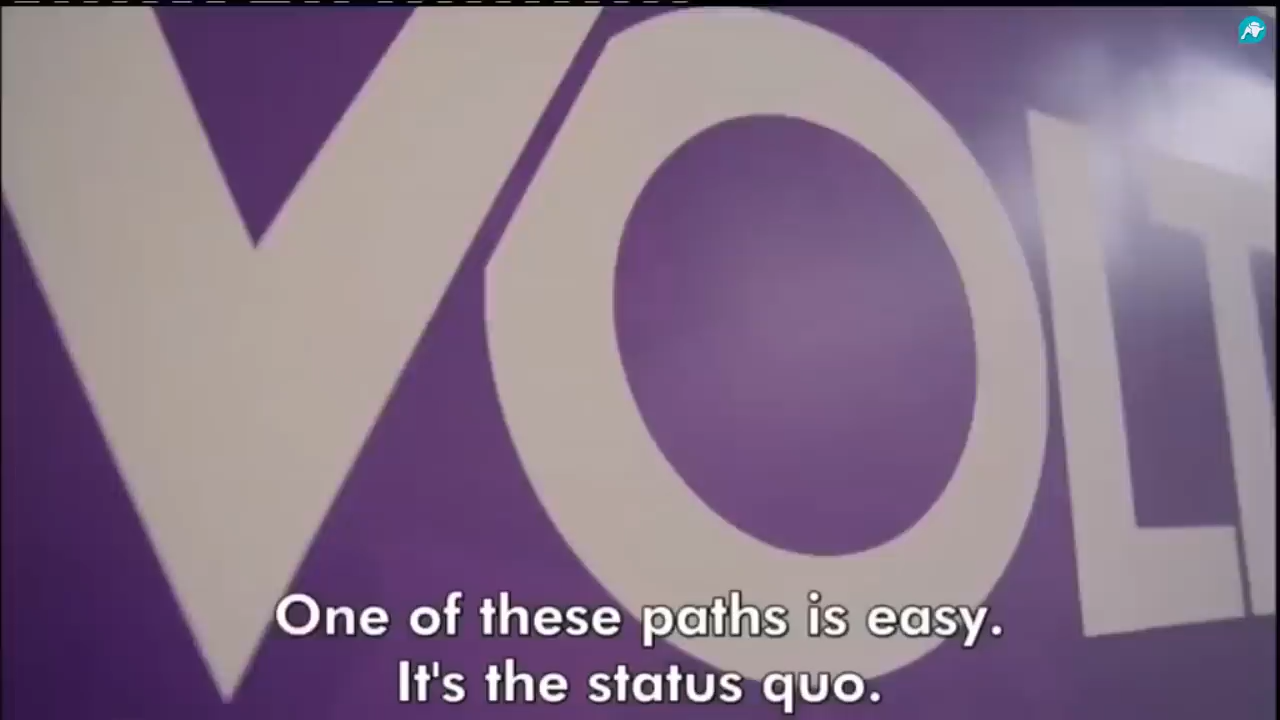 VOLT
One of these paths is easy.
It's the status quo.